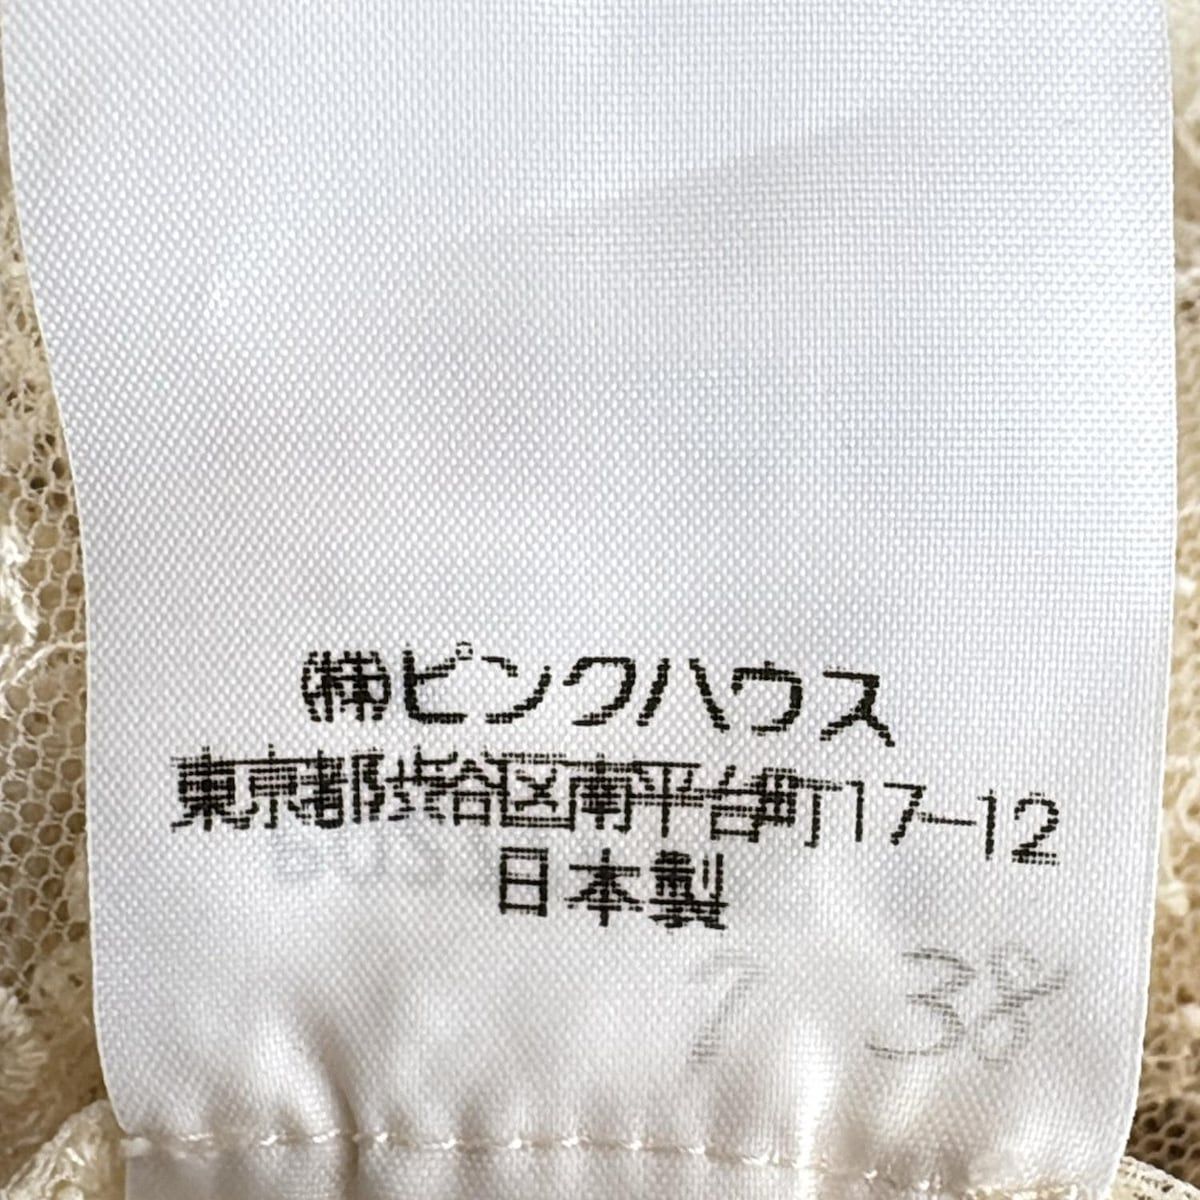 ㈱ピンクハウス
東京都渋谷区南平台町17-12
日本製
7 38